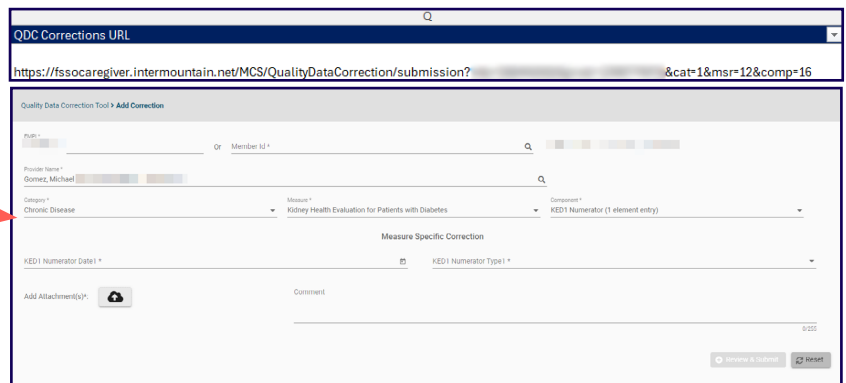 Q
QDC Corrections URL
https://fssocaregiver.intermountain.net/MCS/QualityDataCorrection/submission? &cat=1&msr=12&comp=16
Quality Data Correction Tool > Add Correction
EMPI *
Or Member Id *
Provider Name *
Gomez, Michael
Category * Measure * Component *
Chronic Disease Kidney Health Evaluation for Patients with Diabetes KED1 Numerator (1 element entry)
Measure Specific Correction
KED1 Numerator Date1 * KED1 Numerator Type1 *
Add Attachment(s)*: Comment
0/255
Review & Submit Reset